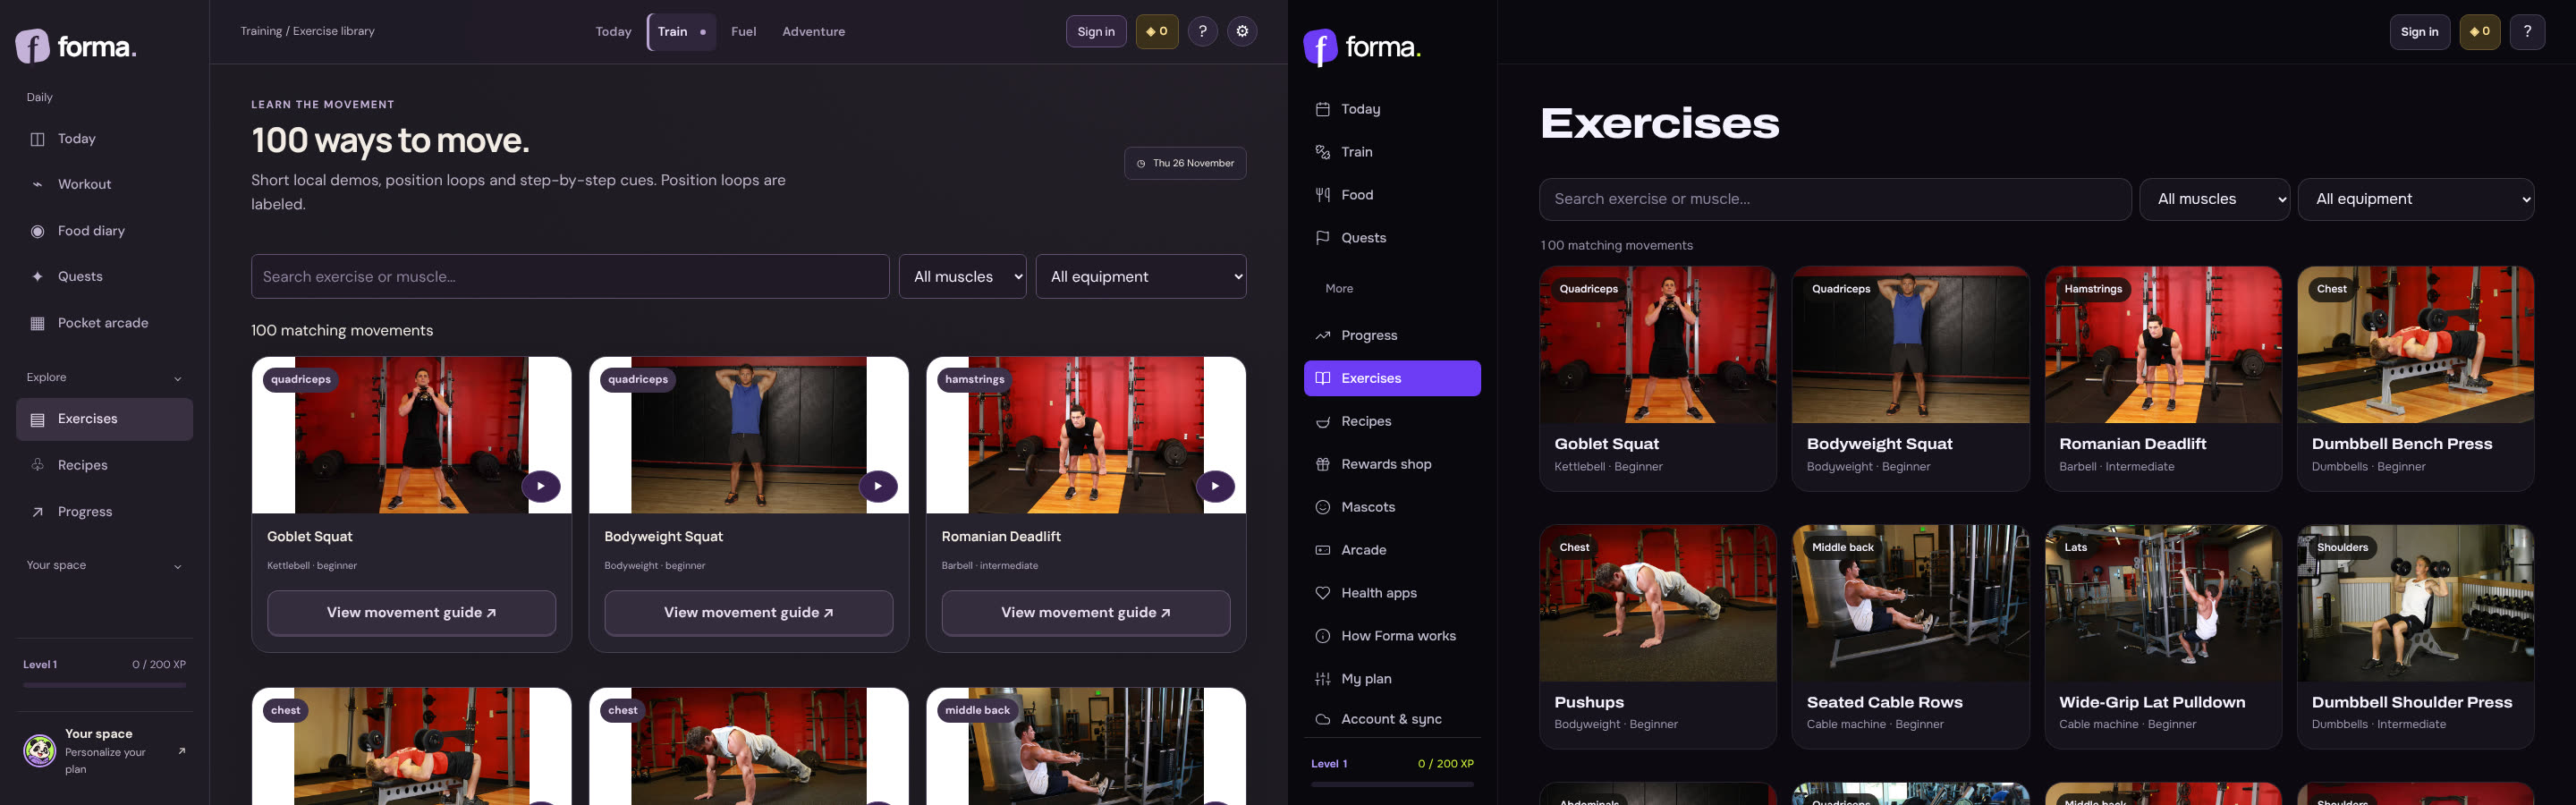 forma.
Training / Exercise library
Today
Train
Fuel
Adventure
Sign in
0
?
Daily
Today
Workout
Food diary
Quests
Pocket arcade
Explore
Exercises
Recipes
Progress
Your space
Level 1
0 / 200 XP
Your space
Personalize your
plan
LEARN THE MOVEMENT
100 ways to move.
Short local demos, position loops and step-by-step cues. Position loops are
labeled.
Thu 26 November
Search exercise or muscle...
All muscles
All equipment
100 matching movements
quadriceps
Goblet Squat
Kettlebell · beginner
View movement guide ↗
quadriceps
Bodyweight Squat
Bodyweight · beginner
View movement guide ↗
hamstrings
Romanian Deadlift
Barbell · intermediate
View movement guide ↗
chest
chest
middle back
forma.
Sign in
0
?
Today
Train
Food
Quests
More
Progress
Exercises
Recipes
Rewards shop
Mascots
Arcade
Health apps
How Forma works
My plan
Account & sync
Level 1
0 / 200 XP
Exercises
Search exercise or muscle...
All muscles
All equipment
100 matching movements
Quadriceps
Goblet Squat
Kettlebell · Beginner
Quadriceps
Bodyweight Squat
Bodyweight · Beginner
Hamstrings
Romanian Deadlift
Barbell · Intermediate
Chest
Dumbbell Bench Press
Dumbbells · Beginner
Chest
Pushups
Bodyweight · Beginner
Middle back
Seated Cable Rows
Cable machine · Beginner
Lats
Wide-Grip Lat Pulldown
Cable machine · Beginner
Shoulders
Dumbbell Shoulder Press
Dumbbells · Intermediate
Abdominals
Quadriceps
Middle back
Shoulders